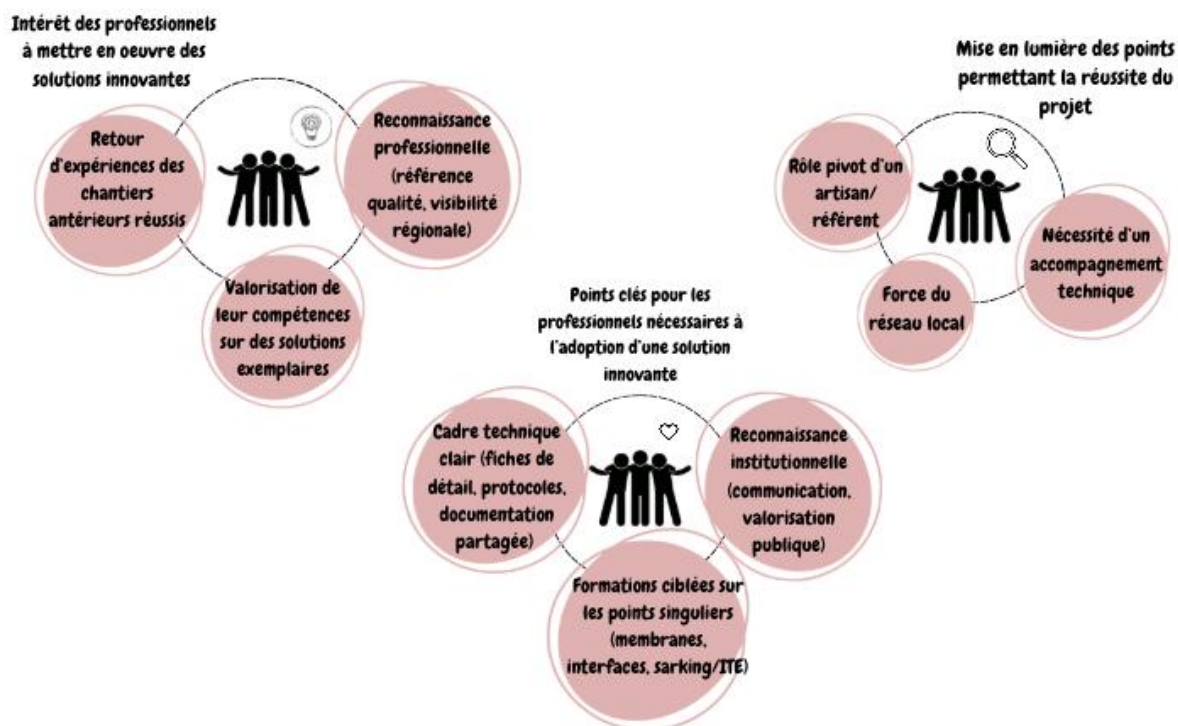 Intérêt des professionnels
à mettre en oeuvre des
solutions innovantes
Retour
d'expériences des
chantiers
antérieurs réussis
Reconnaissance
professionnelle
(référence
qualité, visibilité
régionale)
Valorisation de
leur compétences
sur des solutions
exemplaires
Mise en lumière des points
permettant la réussite du
projet
Rôle pivot d'un
artisan/
référent
Nécessité d'un
accompagnement
technique
Force du
réseau local
Points clés pour les
professionnels nécessaires à
l'adoption d'une solution
innovante
Cadre technique
clair (fiches de
détail, protocoles,
documentation
partagée)
Reconnaissance
institutionnelle
(communication,
valorisation
publique)
Formations ciblées sur
les points singuliers
(membranes,
interfaces, sarking/ITE)